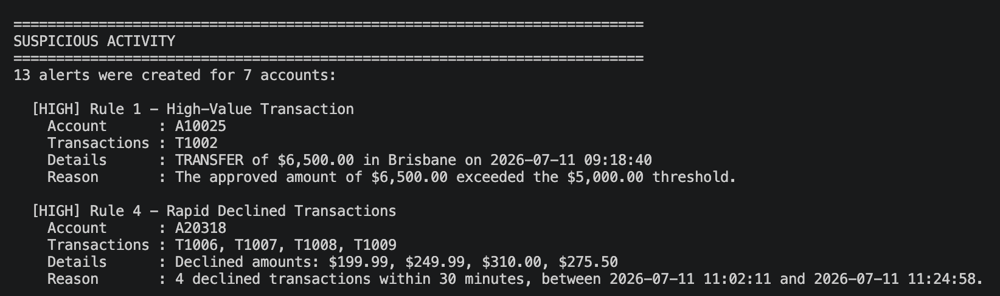 ==========================================================================
SUSPICIOUS ACTIVITY
==========================================================================
13 alerts were created for 7 accounts:
[HIGH] Rule 1 - High-Value Transaction
Account : A10025
Transactions : T1002
Details : TRANSFER of $6,500.00 in Brisbane on 2026-07-11 09:18:40
Reason : The approved amount of $6,500.00 exceeded the $5,000.00 threshold.
[HIGH] Rule 4 - Rapid Declined Transactions
Account : A20318
Transactions : T1006, T1007, T1008, T1009
Details : Declined amounts: $199.99, $249.99, $310.00, $275.50
Reason : 4 declined transactions within 30 minutes, between 2026-07-11 11:02:11 and 2026-07-11 11:24:58.